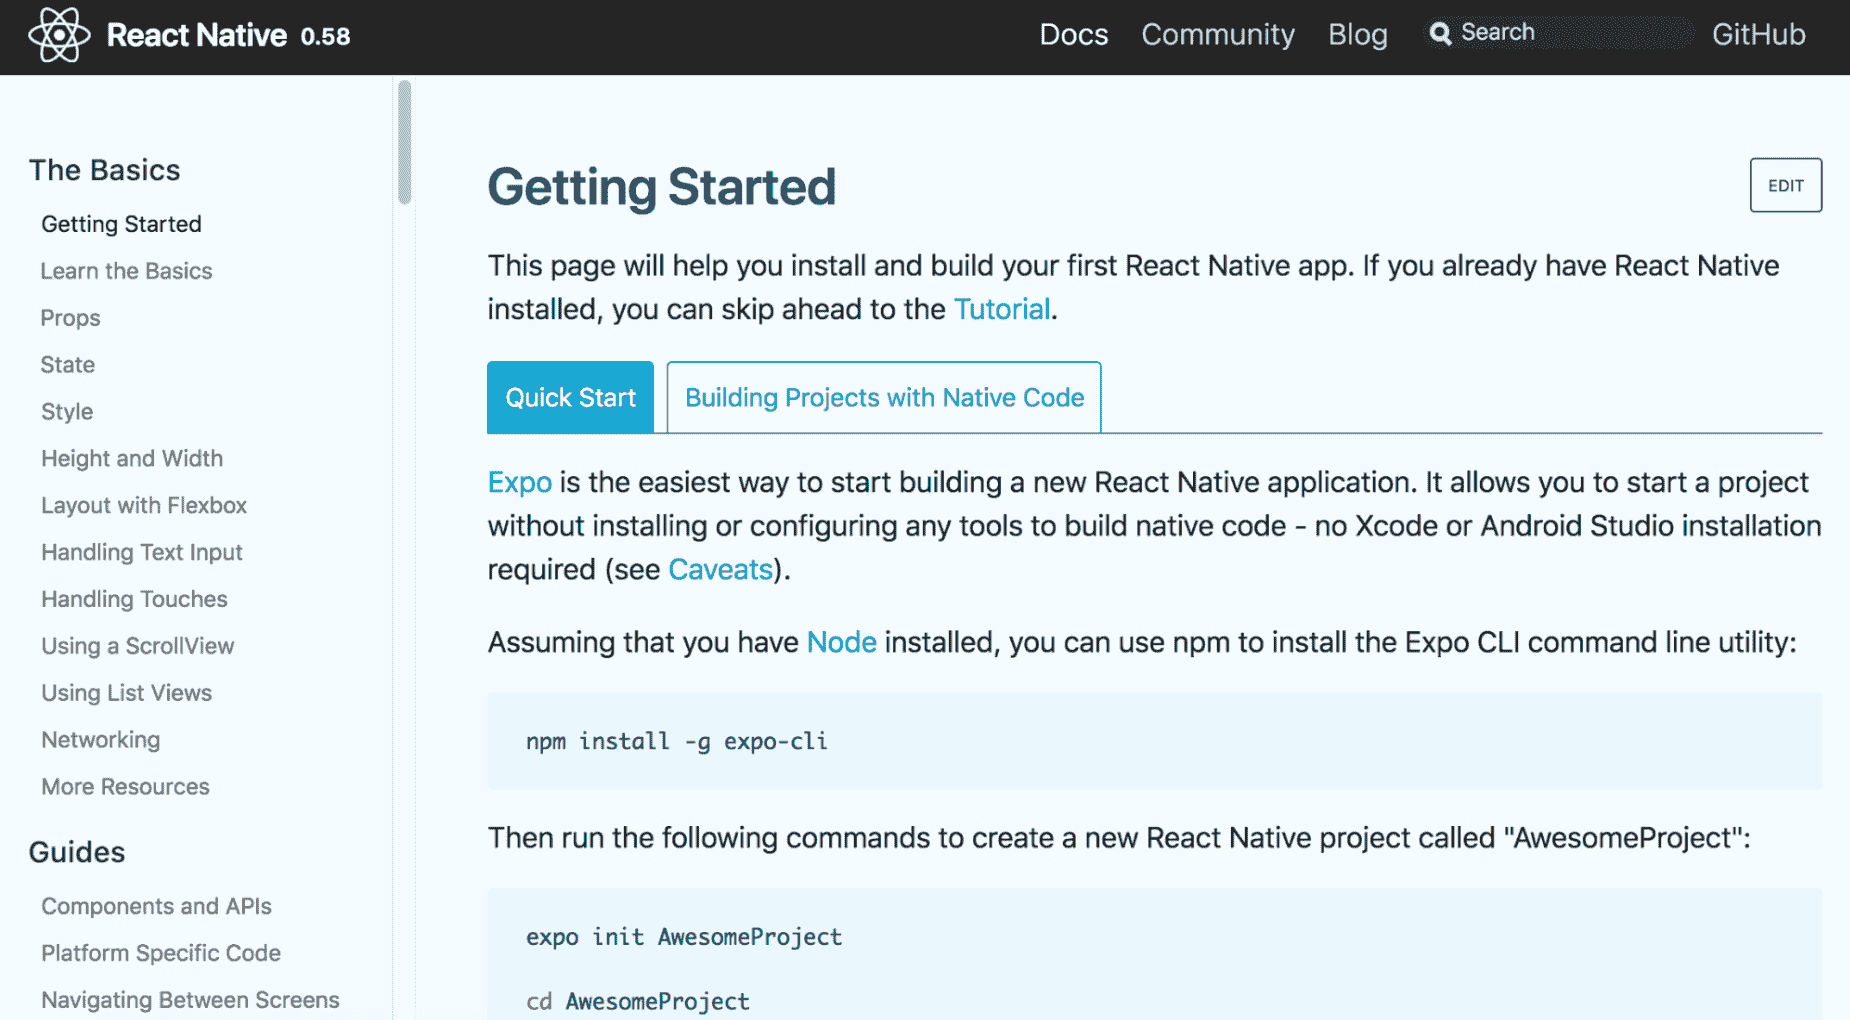 React Native 0.58
Docs Community Blog Search GitHub
The Basics
Getting Started
Learn the Basics
Props
State
Style
Height and Width
Layout with Flexbox
Handling Text Input
Handling Touches
Using a ScrollView
Using List Views
Networking
More Resources
Guides
Components and APIs
Platform Specific Code
Navigating Between Screens
Getting Started
EDIT
This page will help you install and build your first React Native app. If you already have React Native
installed, you can skip ahead to the Tutorial.
Quick Start
Building Projects with Native Code
Expo is the easiest way to start building a new React Native application. It allows you to start a project
without installing or configuring any tools to build native code - no Xcode or Android Studio installation
required (see Caveats).
Assuming that you have Node installed, you can use npm to install the Expo CLI command line utility:
npm install -g expo-cli
Then run the following commands to create a new React Native project called "AwesomeProject":
expo init AwesomeProject
cd AwesomeProject